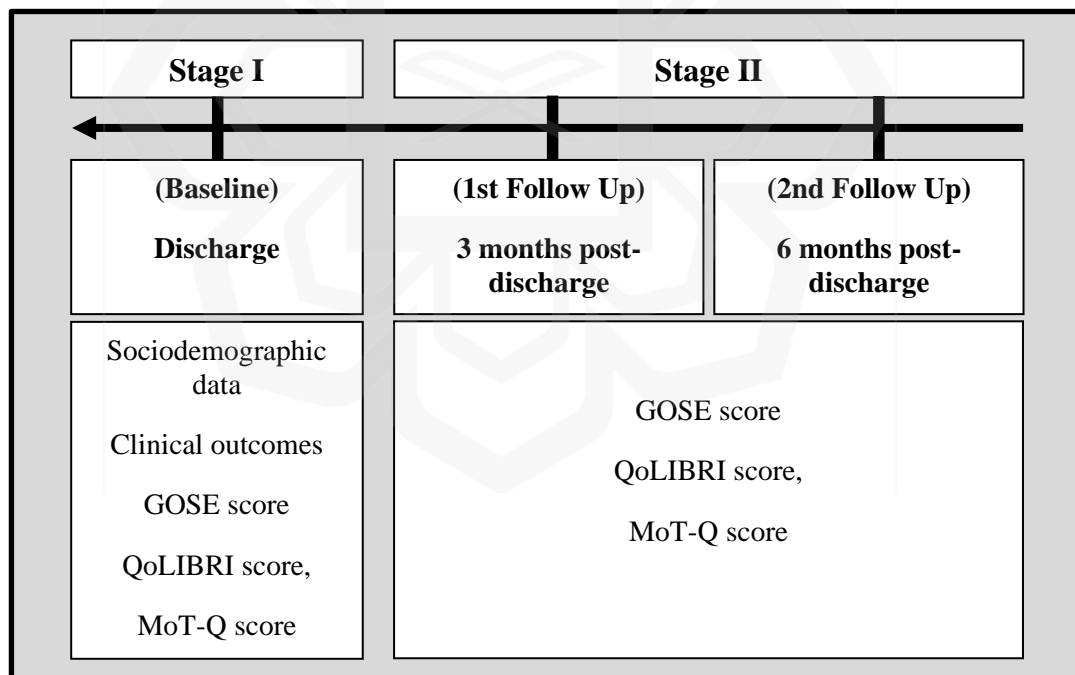 Stage I
Stage II
(Baseline)
Discharge
(1st Follow Up)
3 months post-
discharge
(2nd Follow Up)
6 months post-
discharge
Sociodemographic
data
Clinical outcomes
GOSE score
QoLIBRI score,
MoT-Q score
GOSE score
QoLIBRI score,
MoT-Q score